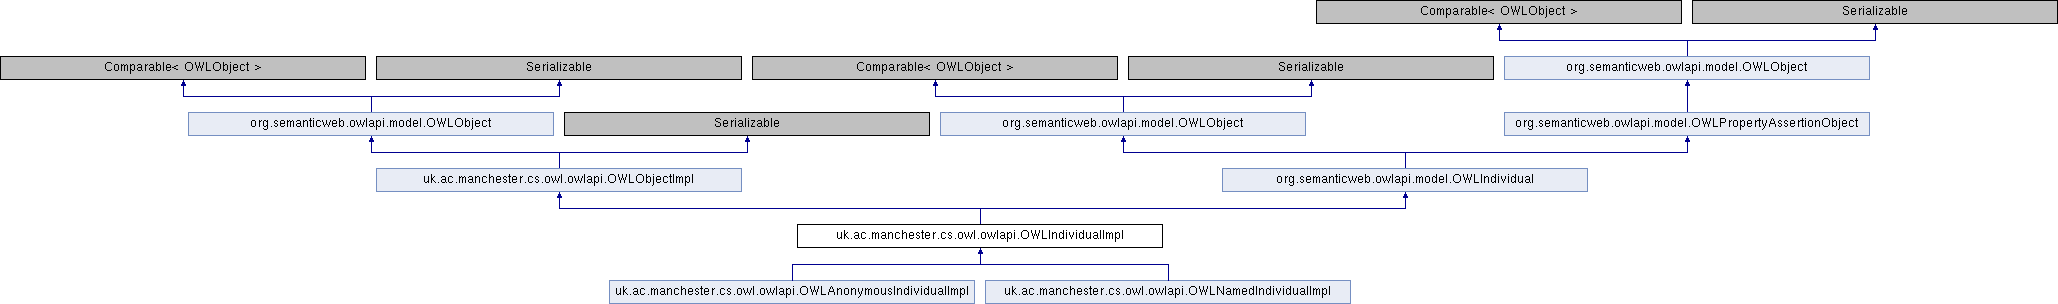 Comparable< OWLObject >
Serializable
Comparable< OWLObject >
Serializable
Comparable< OWLObject >
Serializable
org.semanticweb.owlapi.model.OWLObject
org.semanticweb.owlapi.model.OWLObject
Serializable
org.semanticweb.owlapi.model.OWLObject
org.semanticweb.owlapi.model.OWLPropertyAssertionObject
uk.ac.manchester.cs.owl.owlapi.OWLObjectImpl
org.semanticweb.owlapi.model.OWLIndividual
uk.ac.manchester.cs.owl.owlapi.OWLIndividualImpl
uk.ac.manchester.cs.owl.owlapi.OWLAnonymousIndividualImpl
uk.ac.manchester.cs.owl.owlapi.OWLNamedIndividualImpl